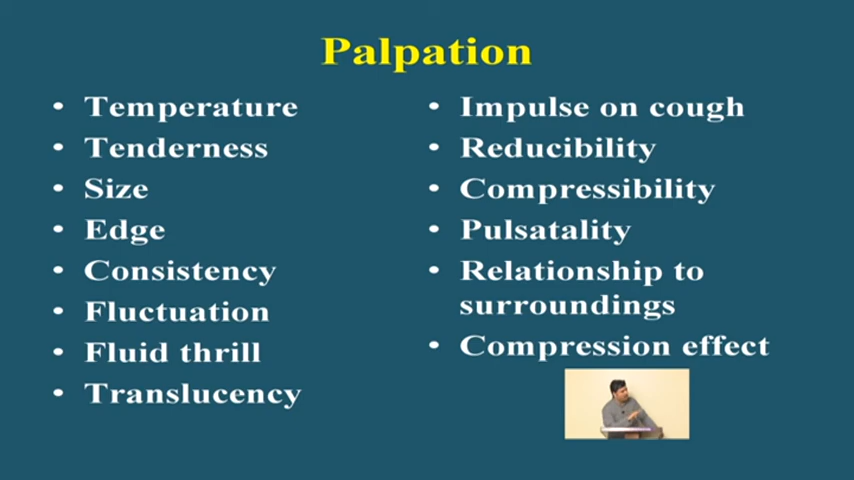 Palpation
• Temperature
• Tenderness
• Size
• Edge
• Consistency
• Fluctuation
• Fluid thrill
• Translucency
• Impulse on cough
• Reducibility
• Compressibility
• Pulsatality
• Relationship to
surroundings
• Compression effect